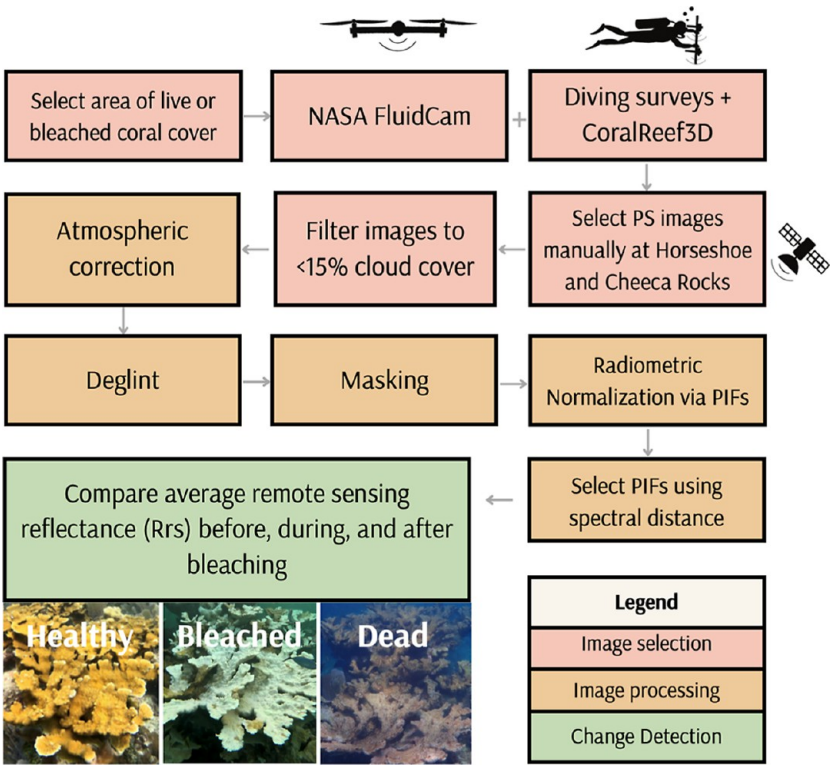 Select area of live or
bleached coral cover
NASA FluidCam
+
Diving surveys +
CoralReef3D
Select PS images
manually at Horseshoe
and Cheeca Rocks
Filter images to
<15% cloud cover
Atmospheric
correction
Deglint
Masking
Radiometric
Normalization via PIFs
Select PIFs using
spectral distance
Compare average remote sensing
reflectance (Rrs) before, during, and after
bleaching
Healthy
Bleached
Dead
Legend
Image selection
Image processing
Change Detection